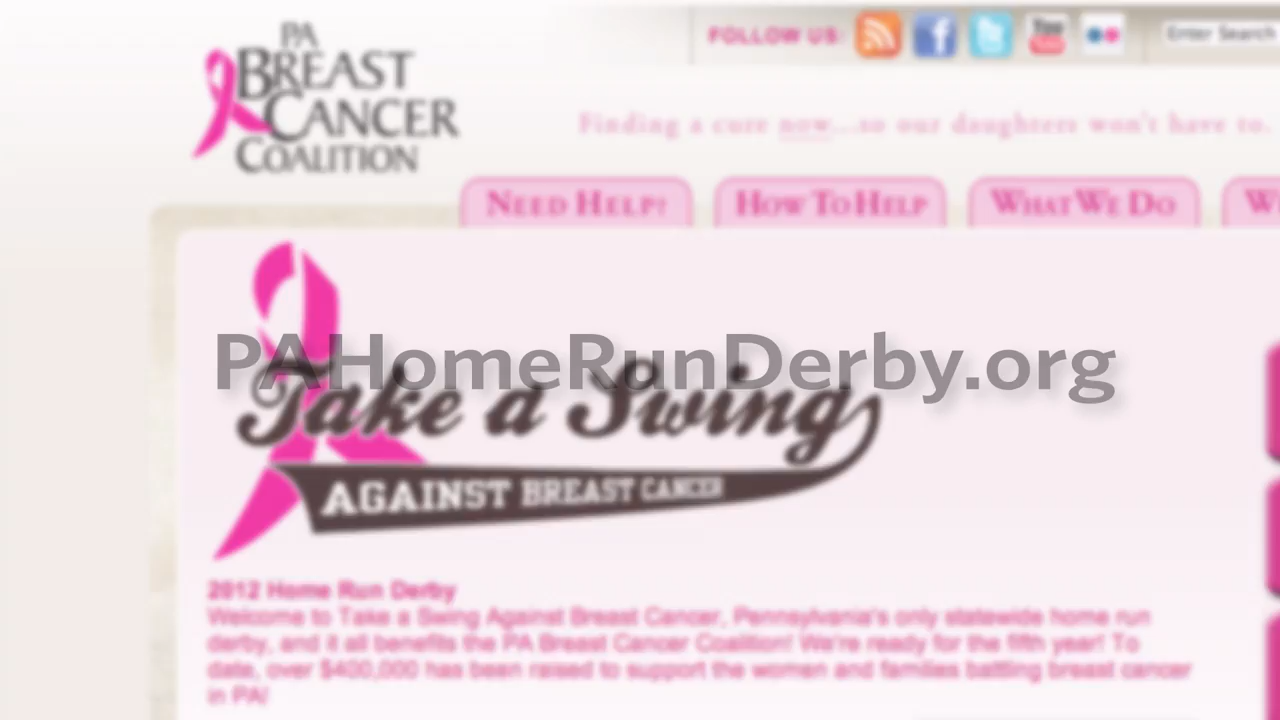 PA
BREAST
CANCER
COALITION
FOLLOW US:
You
Enter Search
Finding a cure now...so our daughters won't have to.
NEED HELP?
HOW TO HELP
WHAT WE DO
PAHomeRunDerby.org
Take a Swing
AGAINST BREAST CANCER
2012 Home Run Derby
Welcome to Take a Swing Against Breast Cancer, Pennsylvania's only statewide home run
derby, and it all benefits the PA Breast Cancer Coalition! We're ready for the fifth year! To
date, over $400,000 has been raised to support the women and families battling breast cancer
in PA!